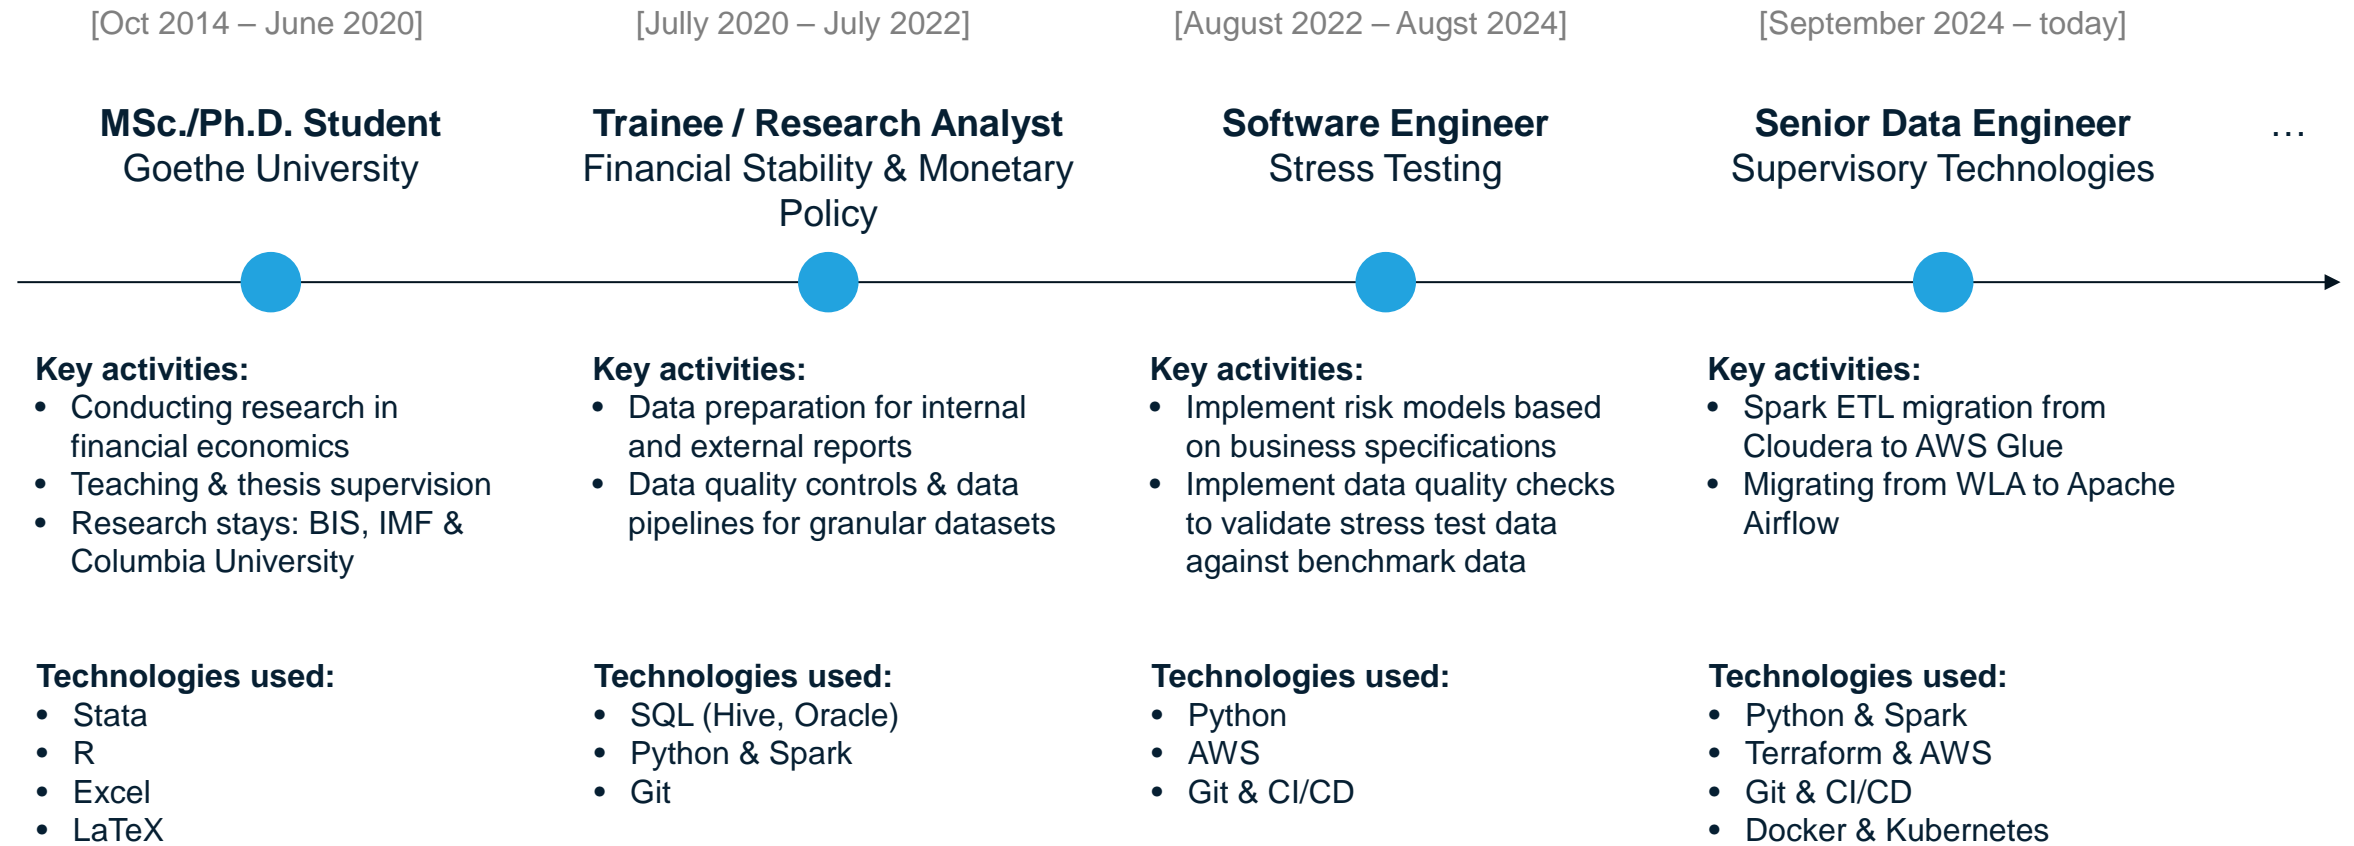 [Oct 2014 – June 2020]
MSc./Ph.D. Student
Goethe University
Key activities:
• Conducting research in
financial economics
• Teaching & thesis supervision
• Research stays: BIS, IMF &
Columbia University
Technologies used:
• Stata
• R
• Excel
• LaTeX
[Jully 2020 – July 2022]
Trainee / Research Analyst
Financial Stability & Monetary
Policy
Key activities:
• Data preparation for internal
and external reports
• Data quality controls & data
pipelines for granular datasets
Technologies used:
• SQL (Hive, Oracle)
• Python & Spark
• Git
[August 2022 – Augst 2024]
Software Engineer
Stress Testing
Key activities:
• Implement risk models based
on business specifications
• Implement data quality checks
to validate stress test data
against benchmark data
Technologies used:
• Python
• AWS
• Git & CI/CD
[September 2024 – today]
Senior Data Engineer
Supervisory Technologies
Key activities:
• Spark ETL migration from
Cloudera to AWS Glue
• Migrating from WLA to Apache
Airflow
Technologies used:
• Python & Spark
• Terraform & AWS
• Git & CI/CD
• Docker & Kubernetes
…